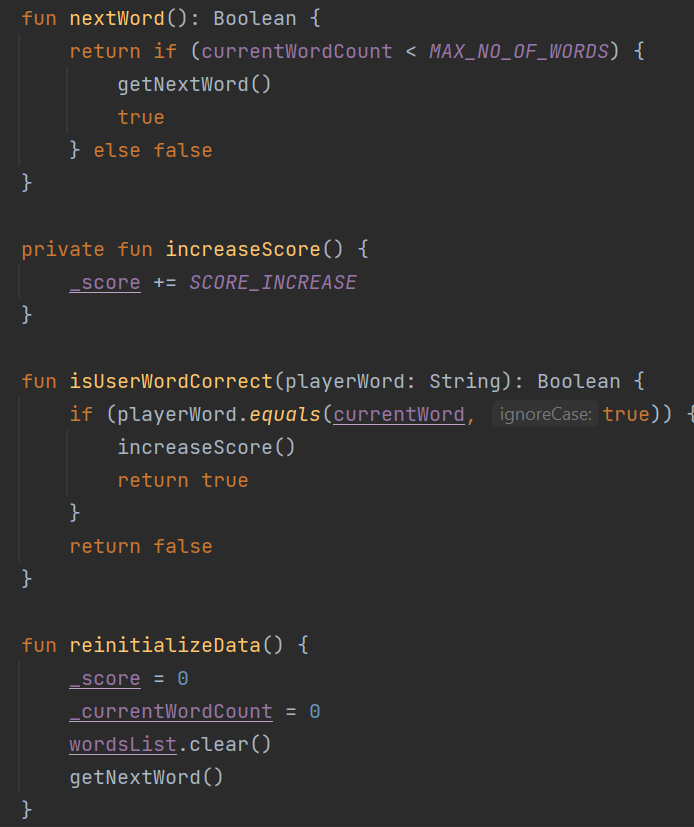 fun nextWord(): Boolean {
    return if (currentWordCount < MAX_NO_OF_WORDS) {
        getNextWord()
        true
    } else false
}

private fun increaseScore() {
    _score += SCORE_INCREASE
}

fun isUserWordCorrect(playerWord: String): Boolean {
    if (playerWord.equals(currentWord, ignoreCase: true)) {
        increaseScore()
        return true
    }
    return false
}

fun reinitializeData() {
    _score = 0
    _currentWordCount = 0
    wordsList.clear()
    getNextWord()
}